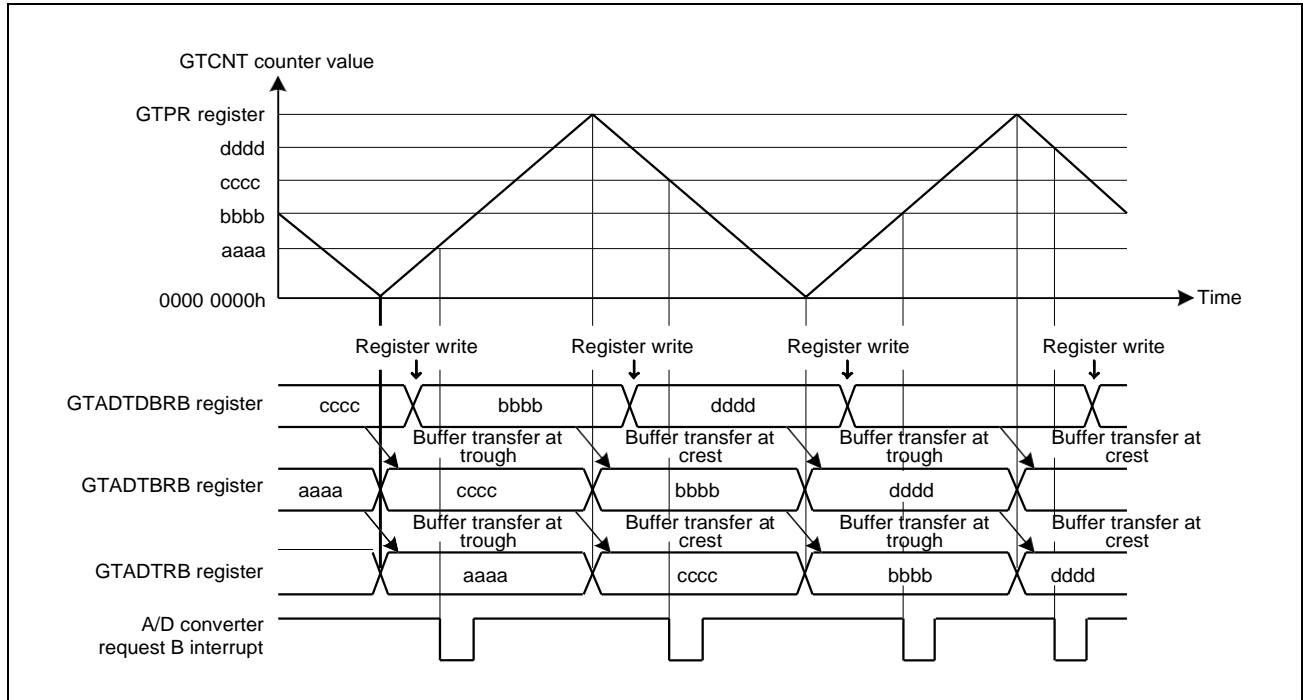 GTCNT counter value
GTPR register
dddd
cccc
bbbb
aaaa
0000 0000h
Time
Register write Register write Register write Register write
GTADTDBRB register
cccc bbbb dddd
Buffer transfer at Buffer transfer at Buffer transfer at Buffer transfer at
trough crest trough crest
GTADTBRB register
aaaa cccc bbbb dddd
Buffer transfer at Buffer transfer at Buffer transfer at Buffer transfer at
trough crest trough crest
GTADTRB register
aaaa cccc bbbb dddd
A/D converter
request B interrupt